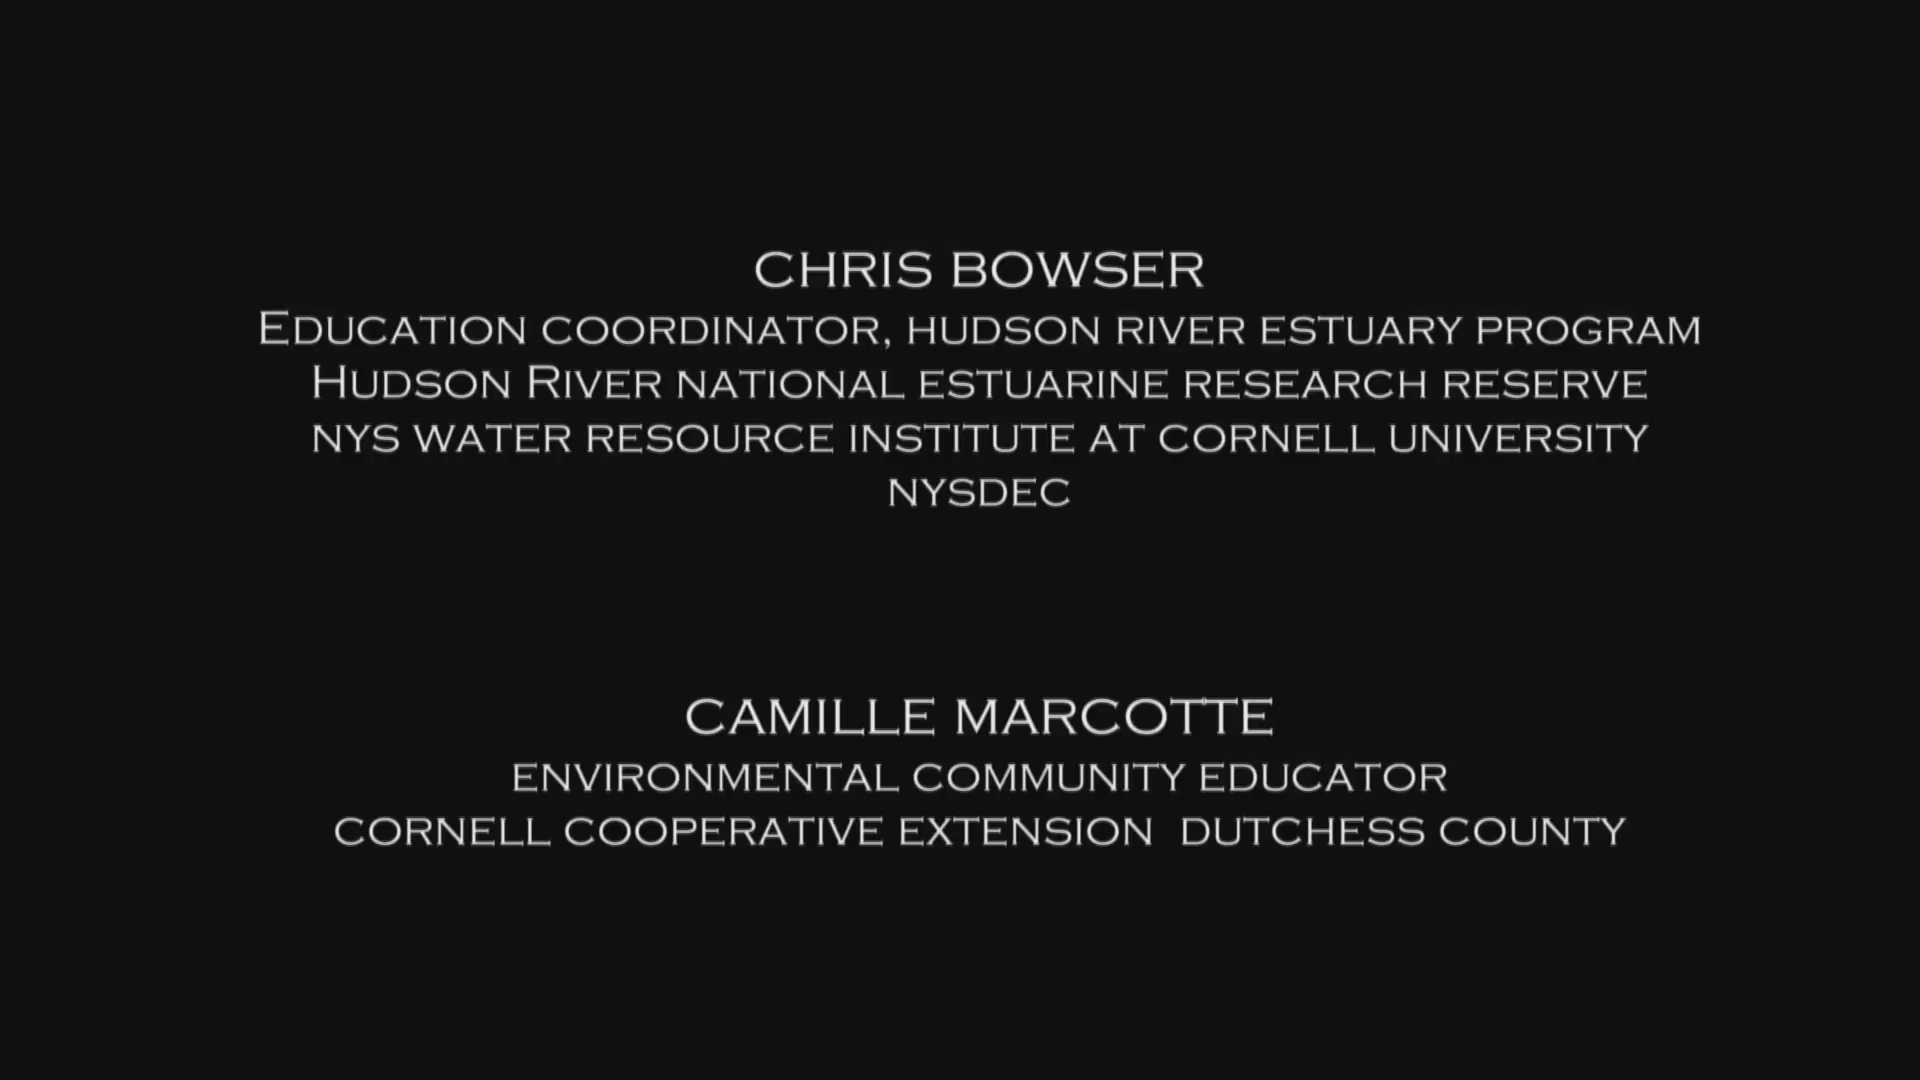 CHRIS BOWSER
EDUCATION COORDINATOR, HUDSON RIVER ESTUARY PROGRAM
HUDSON RIVER NATIONAL ESTUARINE RESEARCH RESERVE
NYS WATER RESOURCE INSTITUTE AT CORNELL UNIVERSITY
NYSDEC
CAMILLE MARCOTTE
ENVIRONMENTAL COMMUNITY EDUCATOR
CORNELL COOPERATIVE EXTENSION  DUTCHESS COUNTY